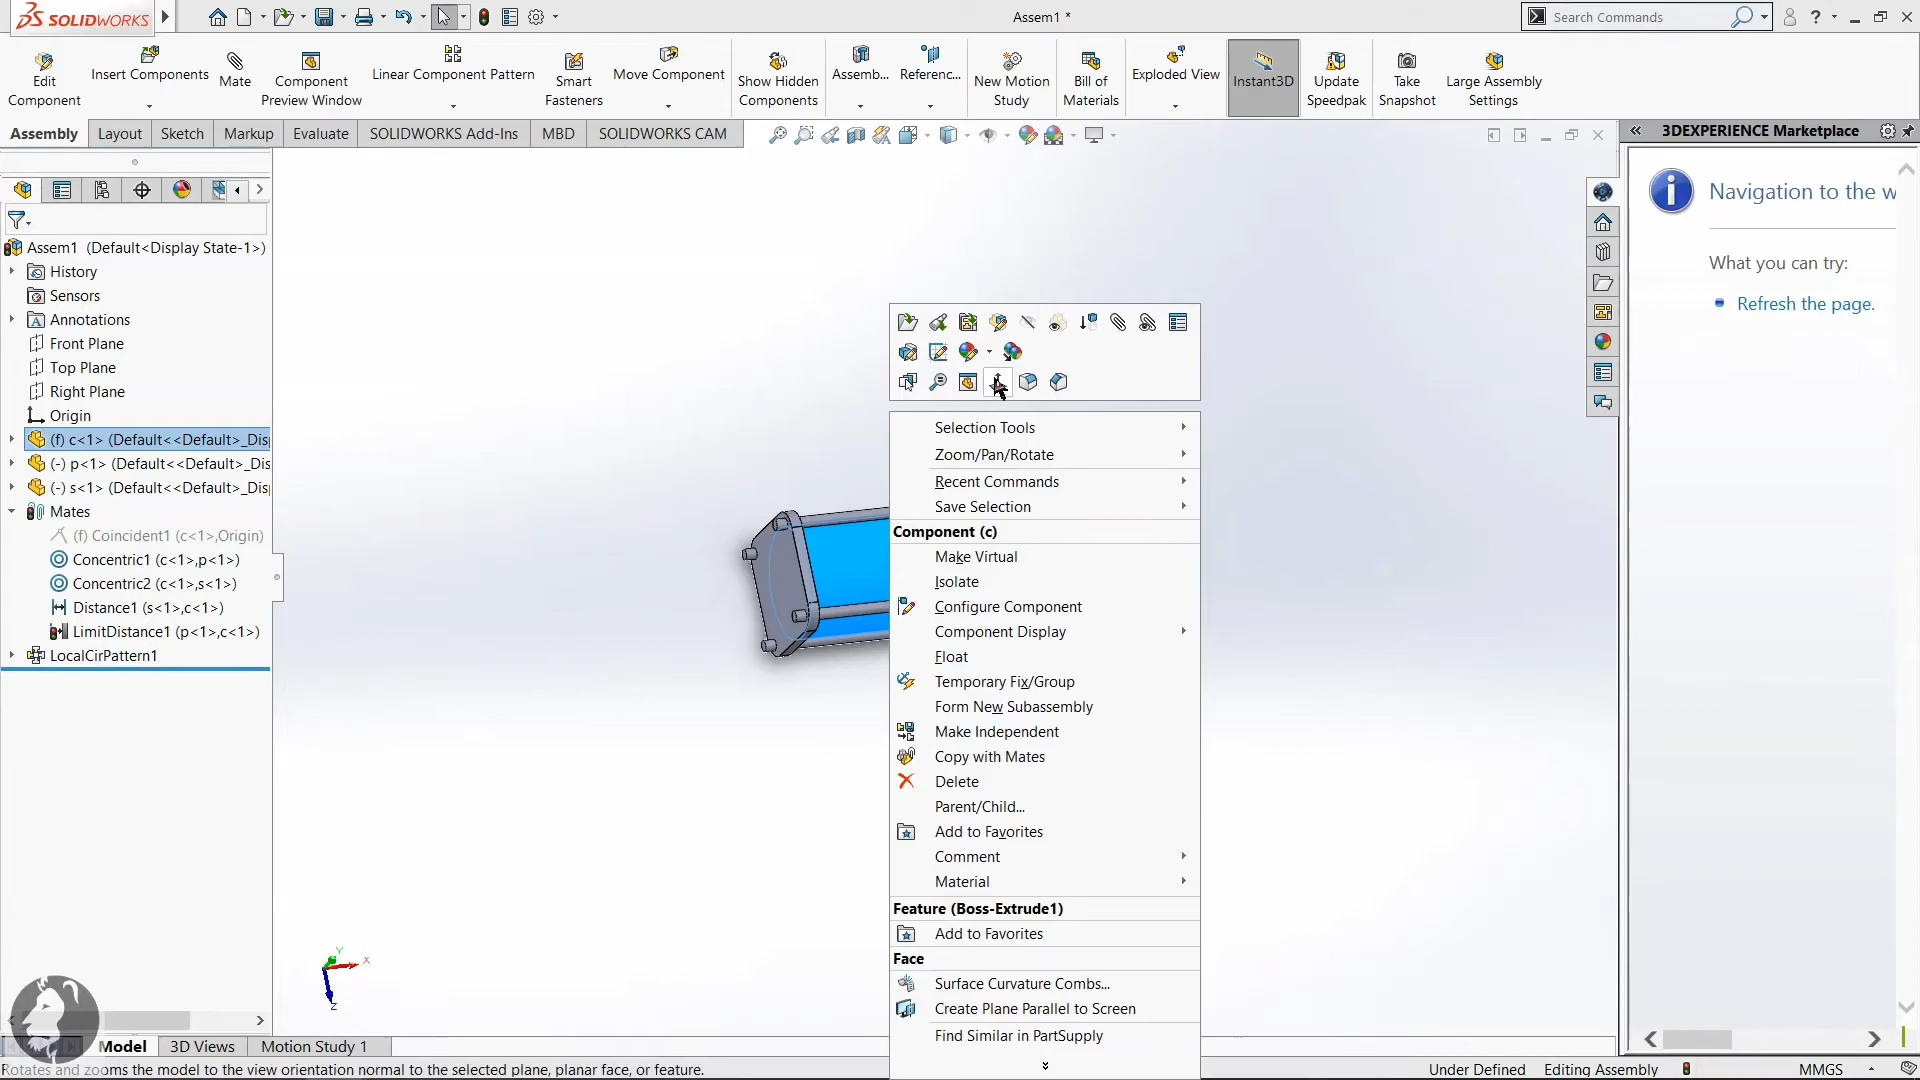 SOLIDWORKS
Assem1 *
Search Commands
Edit Component
Insert Components
Mate
Component Preview Window
Linear Component Pattern
Smart Fasteners
Move Component
Show Hidden Components
Assemb...
Referenc...
New Motion Study
Bill of Materials
Exploded View
Instant3D
Update Speedpak
Take Snapshot
Large Assembly Settings
Assembly
Layout
Sketch
Markup
Evaluate
SOLIDWORKS Add-Ins
MBD
SOLIDWORKS CAM
3DEXPERIENCE Marketplace
Navigation to the w
What you can try:
Refresh the page.
Assem1 (Default<Display State-1>)
History
Sensors
Annotations
Front Plane
Top Plane
Right Plane
Origin
(f) c<1> (Default<<Default>_Dis
(-) p<1> (Default<<Default>_Dis
(-) s<1> (Default<<Default>_Dis
Mates
(f) Coincident1 (c<1>,Origin)
Concentric1 (c<1>,p<1>)
Concentric2 (c<1>,s<1>)
Distance1 (s<1>,c<1>)
LimitDistance1 (p<1>,c<1>)
LocalCirPattern1
Selection Tools
Zoom/Pan/Rotate
Recent Commands
Save Selection
Component (c)
Make Virtual
Isolate
Configure Component
Component Display
Float
Temporary Fix/Group
Form New Subassembly
Make Independent
Copy with Mates
Delete
Parent/Child...
Add to Favorites
Comment
Material
Feature (Boss-Extrude1)
Add to Favorites
Face
Surface Curvature Combs...
Create Plane Parallel to Screen
Find Similar in PartSupply
Y
X
Z
Model
3D Views
Motion Study 1
Rotates and zooms the model to the view orientation normal to the selected plane, planar face, or feature.
Under Defined
Editing Assembly
MMGS